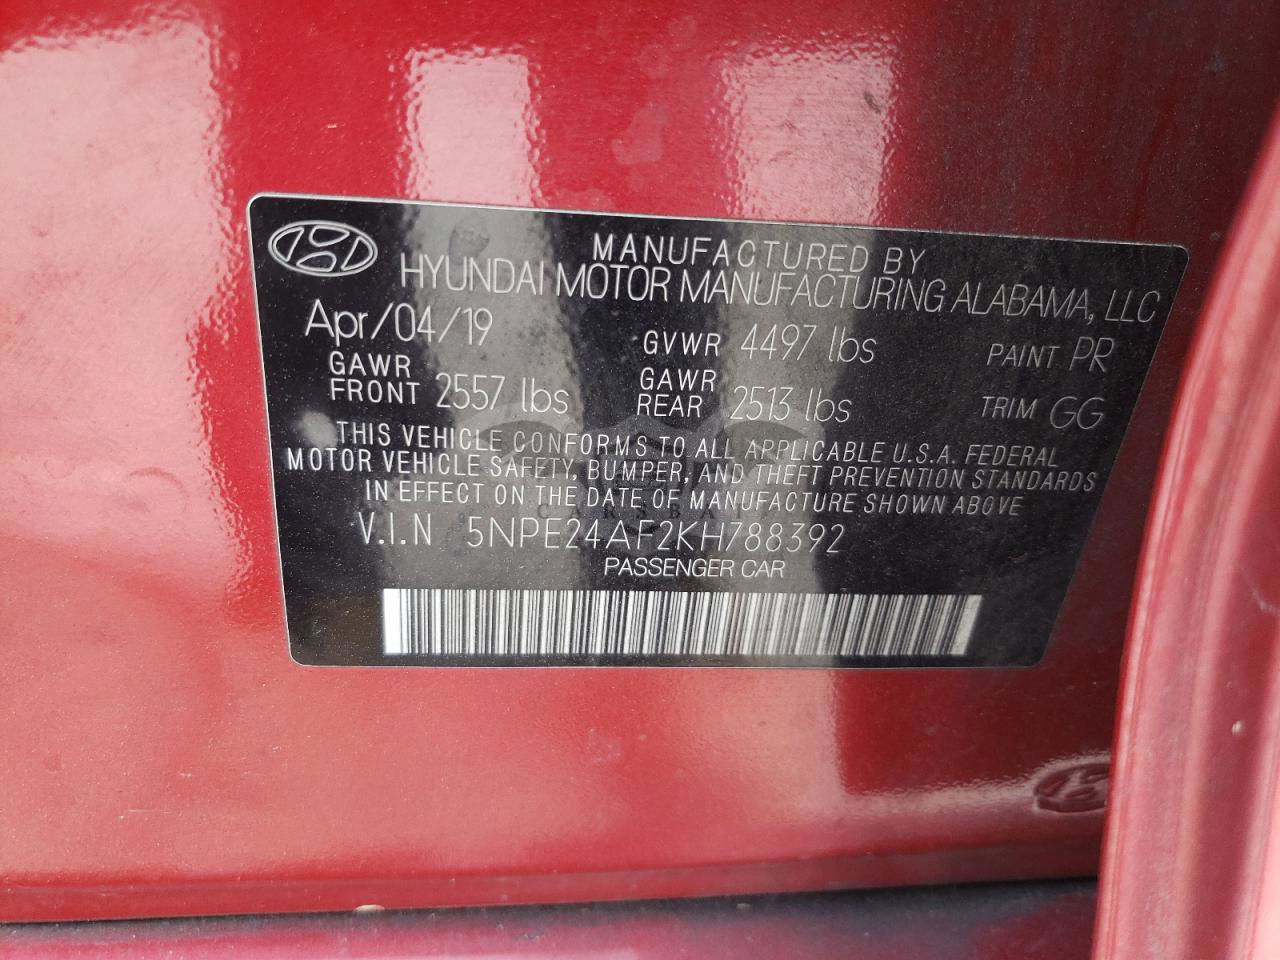 MANUFACTURED BY
HYUNDAI MOTOR MANUFACTURING ALABAMA, LLC
Apr/04/19 GVWR 4497 lbs PAINT PR
GAWR FRONT 2557 lbs GAWR REAR 2513 lbs TRIM GG
THIS VEHICLE CONFORMS TO ALL APPLICABLE U.S.A. FEDERAL
MOTOR VEHICLE SAFETY, BUMPER, AND THEFT PREVENTION STANDARDS
IN EFFECT ON THE DATE OF MANUFACTURE SHOWN ABOVE
V.I.N 5NPE24AF2KH788392
PASSENGER CAR